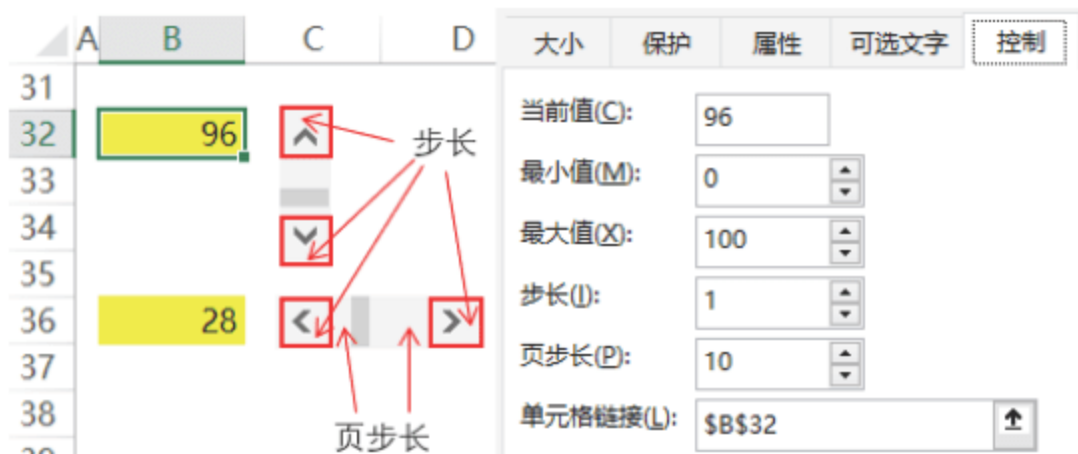 A B C D
31
32 96
33
34
35
36 28
37
38
步长
页步长
大小 保护 属性 可选文字 控制
当前值(C): 96
最小值(M): 0
最大值(X): 100
步长(I): 1
页步长(P): 10
单元格链接(L): $B$32